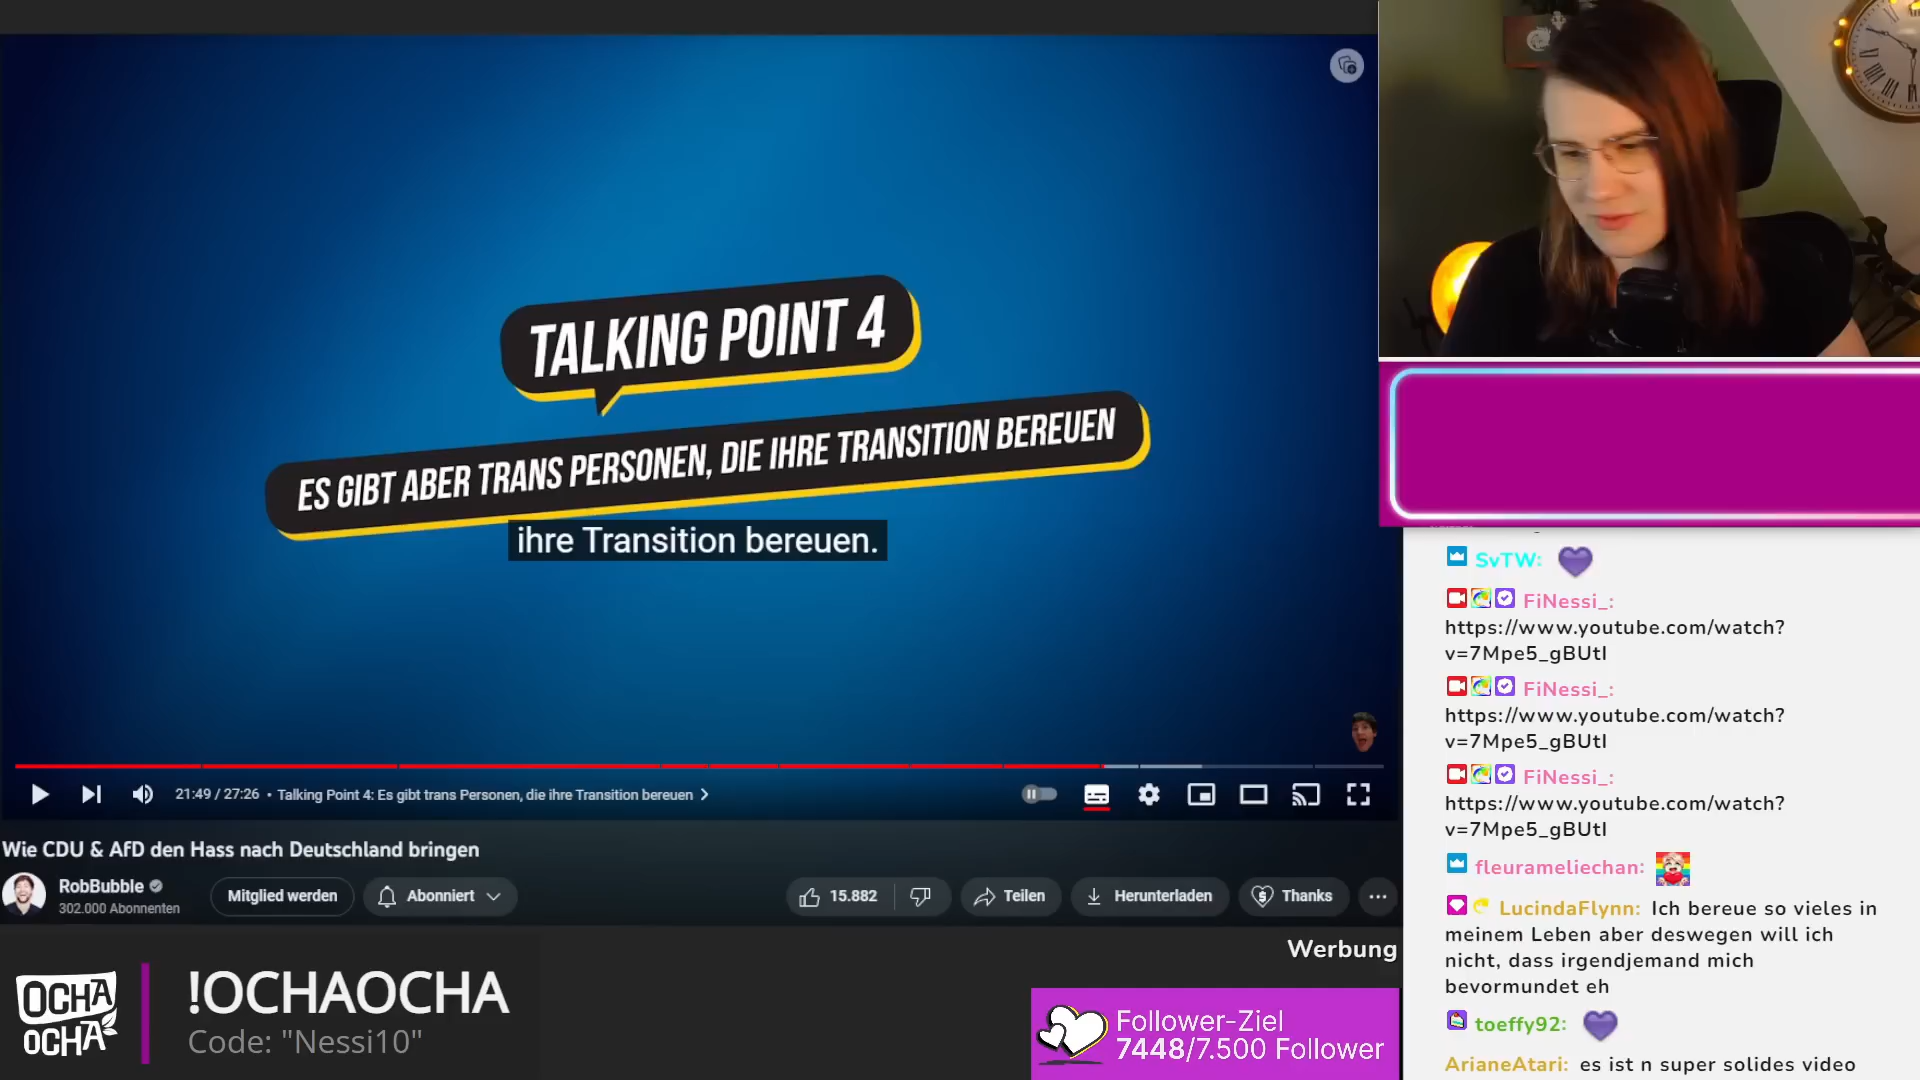 TALKING POINT 4
ES GIBT ABER TRANS PERSONEN, DIE IHRE TRANSITION BEREUEN
ihre Transition bereuen.
21:49 / 27:26 • Talking Point 4: Es gibt trans Personen, die ihre Transition bereuen
Wie CDU & AfD den Hass nach Deutschland bringen
RobBubble
302.000 Abonnenten
Mitglied werden
Abonniert
15.882
Teilen
Herunterladen
Thanks
Werbung
OCHA
OCHA
!OCHAOCHA
Code: "Nessi10"
Follower-Ziel
7448/7.500 Follower
SvTW:
FiNessi_:
https://www.youtube.com/watch?
v=7Mpe5_gBUtI
FiNessi_:
https://www.youtube.com/watch?
v=7Mpe5_gBUtI
FiNessi_:
https://www.youtube.com/watch?
v=7Mpe5_gBUtI
fleurameliechan:
LucindaFlynn: Ich bereue so vieles in
meinem Leben aber deswegen will ich
nicht, dass irgendjemand mich
bevormundet eh
toeffy92:
ArianeAtari: es ist n super solides video